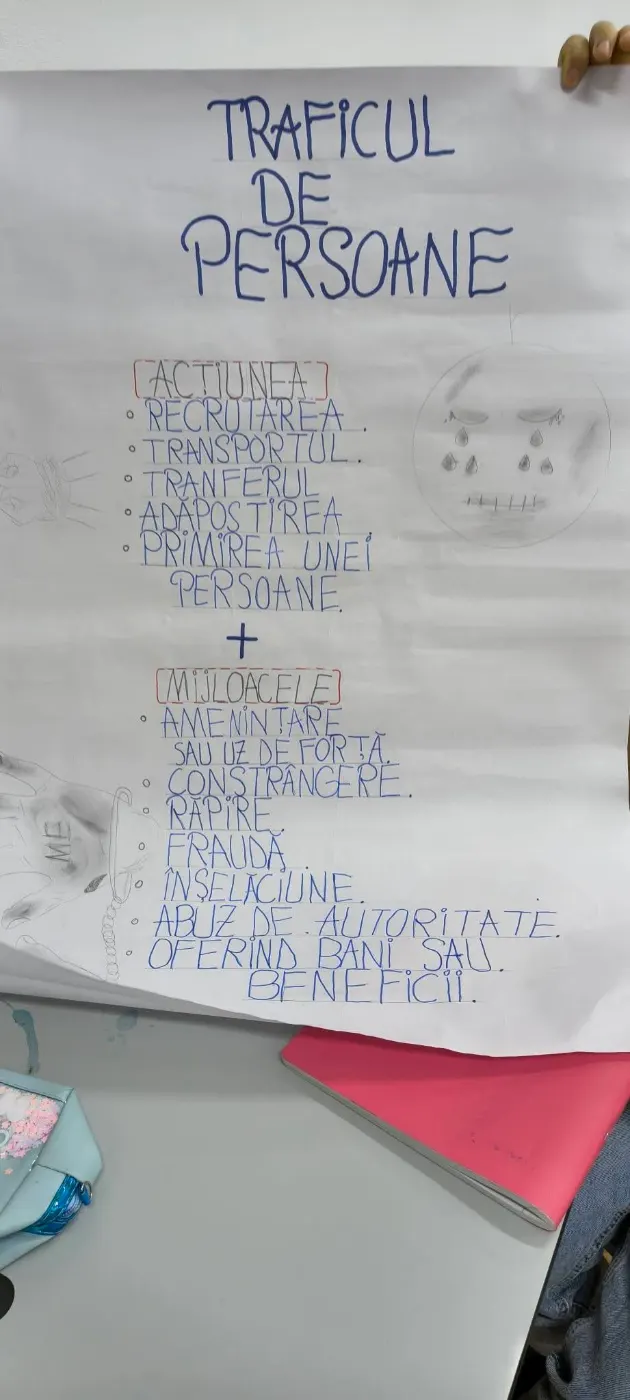 TRAFICUL
DE
PERSOANE
ACȚIUNEA
• RECRUTAREA.
• TRANSPORTUL.
• TRANFERUL
• ADĂPOSTIREA.
• PRIMIREA UNEI
PERSOANE.
+
MIJLOACELE
• AMENINȚARE
SAU UZ DE FORȚĂ.
• CONSTRÂNGERE.
• RĂPIRE.
• FRAUDĂ.
• ÎNȘELĂCIUNE.
• ABUZ DE AUTORITATE.
• OFERIND BANI SAU
BENEFICII.
ME